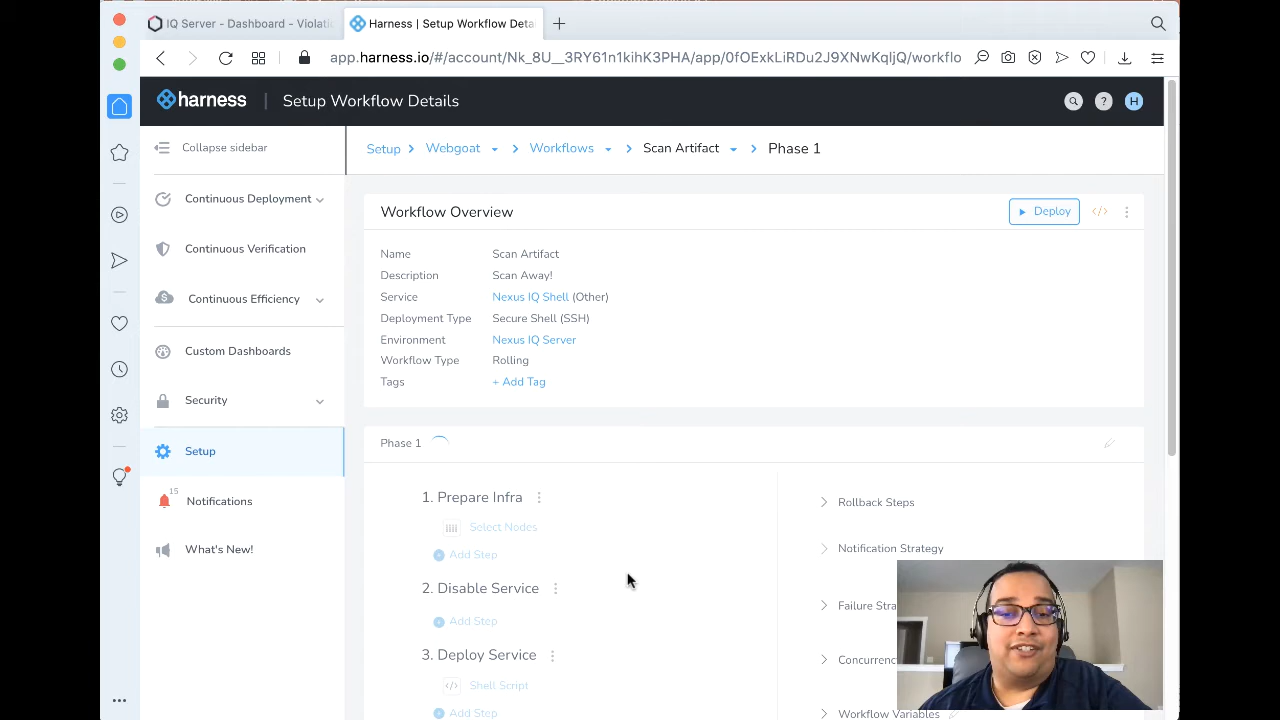 IQ Server - Dashboard - Violati
Harness | Setup Workflow Deta
app.harness.io/#/account/Nk_8U__3RY61n1kihK3PHA/app/0fOExkLiRDu2J9XNwKqljQ/workflo
harness | Setup Workflow Details
?
H
Collapse sidebar
Setup > Webgoat > Workflows > Scan Artifact > Phase 1
Continuous Deployment
Continuous Verification
Continuous Efficiency
Custom Dashboards
Security
Setup
15
Notifications
What's New!
Workflow Overview
Deploy
</>
Name Scan Artifact
Description Scan Away!
Service Nexus IQ Shell (Other)
Deployment Type Secure Shell (SSH)
Environment Nexus IQ Server
Workflow Type Rolling
Tags + Add Tag
Phase 1
1. Prepare Infra
Select Nodes
Add Step
2. Disable Service
Add Step
3. Deploy Service
</> Shell Script
Add Step
Rollback Steps
Notification Strategy
Failure Stra
Concurrenc
Workflow Variables